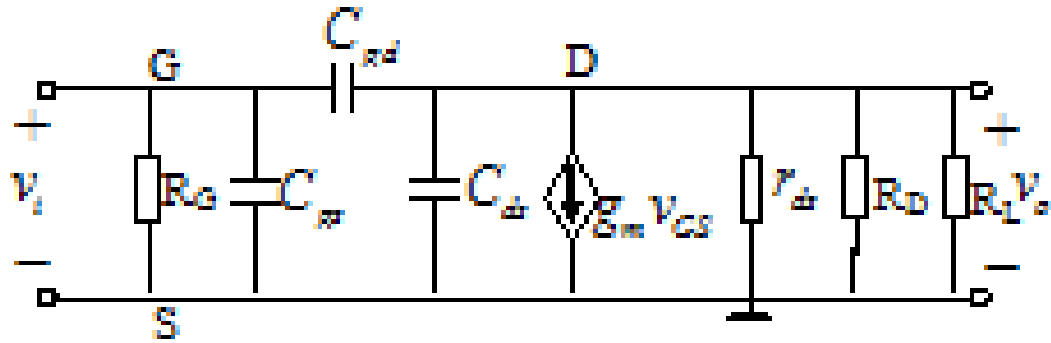 C_gd
G
D
+
+
v_i
R_G
C_gs
C_ds
g_m v_GS
r_ds
R_D
R_L
v_o
−
−
S